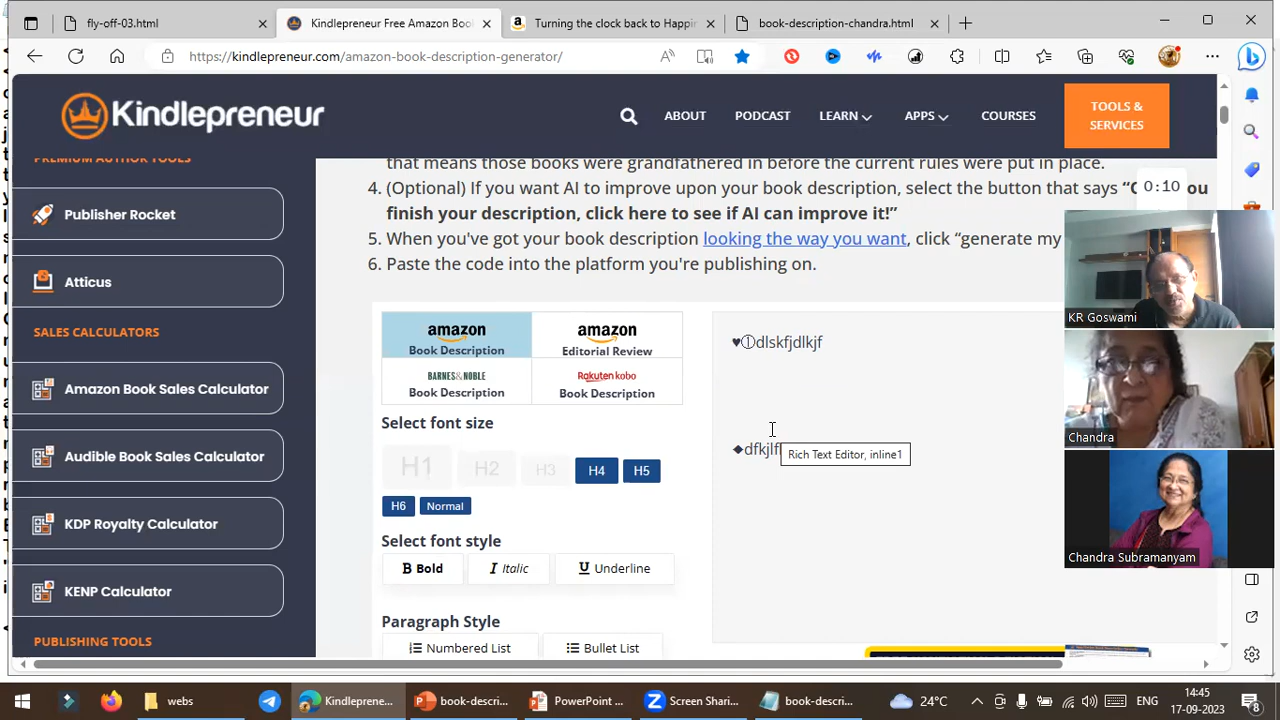 fly-off-03.html
Kindlepreneur Free Amazon Boo
Turning the clock back to Happin
book-description-chandra.html
https://kindlepreneur.com/amazon-book-description-generator/
Kindlepreneur
ABOUT
PODCAST
LEARN
APPS
COURSES
TOOLS &
SERVICES
PREMIUM AUTHOR TOOLS
Publisher Rocket
Atticus
SALES CALCULATORS
Amazon Book Sales Calculator
Audible Book Sales Calculator
KDP Royalty Calculator
KENP Calculator
PUBLISHING TOOLS
that means those books were grandfathered in before the current rules were put in place.
4. (Optional) If you want AI to improve upon your book description, select the button that says
finish your description, click here to see if AI can improve it!”
5. When you've got your book description looking the way you want, click “generate my
6. Paste the code into the platform you're publishing on.
amazon
Book Description
amazon
Editorial Review
BARNES&NOBLE
Book Description
Rakuten kobo
Book Description
Select font size
H1
H2
H3
H4
H5
H6
Normal
Select font style
B Bold
I Italic
U Underline
Paragraph Style
Numbered List
Bullet List
♥①dlskfjdlkjf
◆dfkjlf
Rich Text Editor, inline1
0:10
KR Goswami
Chandra
Chandra Subramanyam
webs
Kindleprene...
book-descri...
PowerPoint ...
Screen Shari...
book-descri...
24°C
ENG
14:45
17-09-2023
8